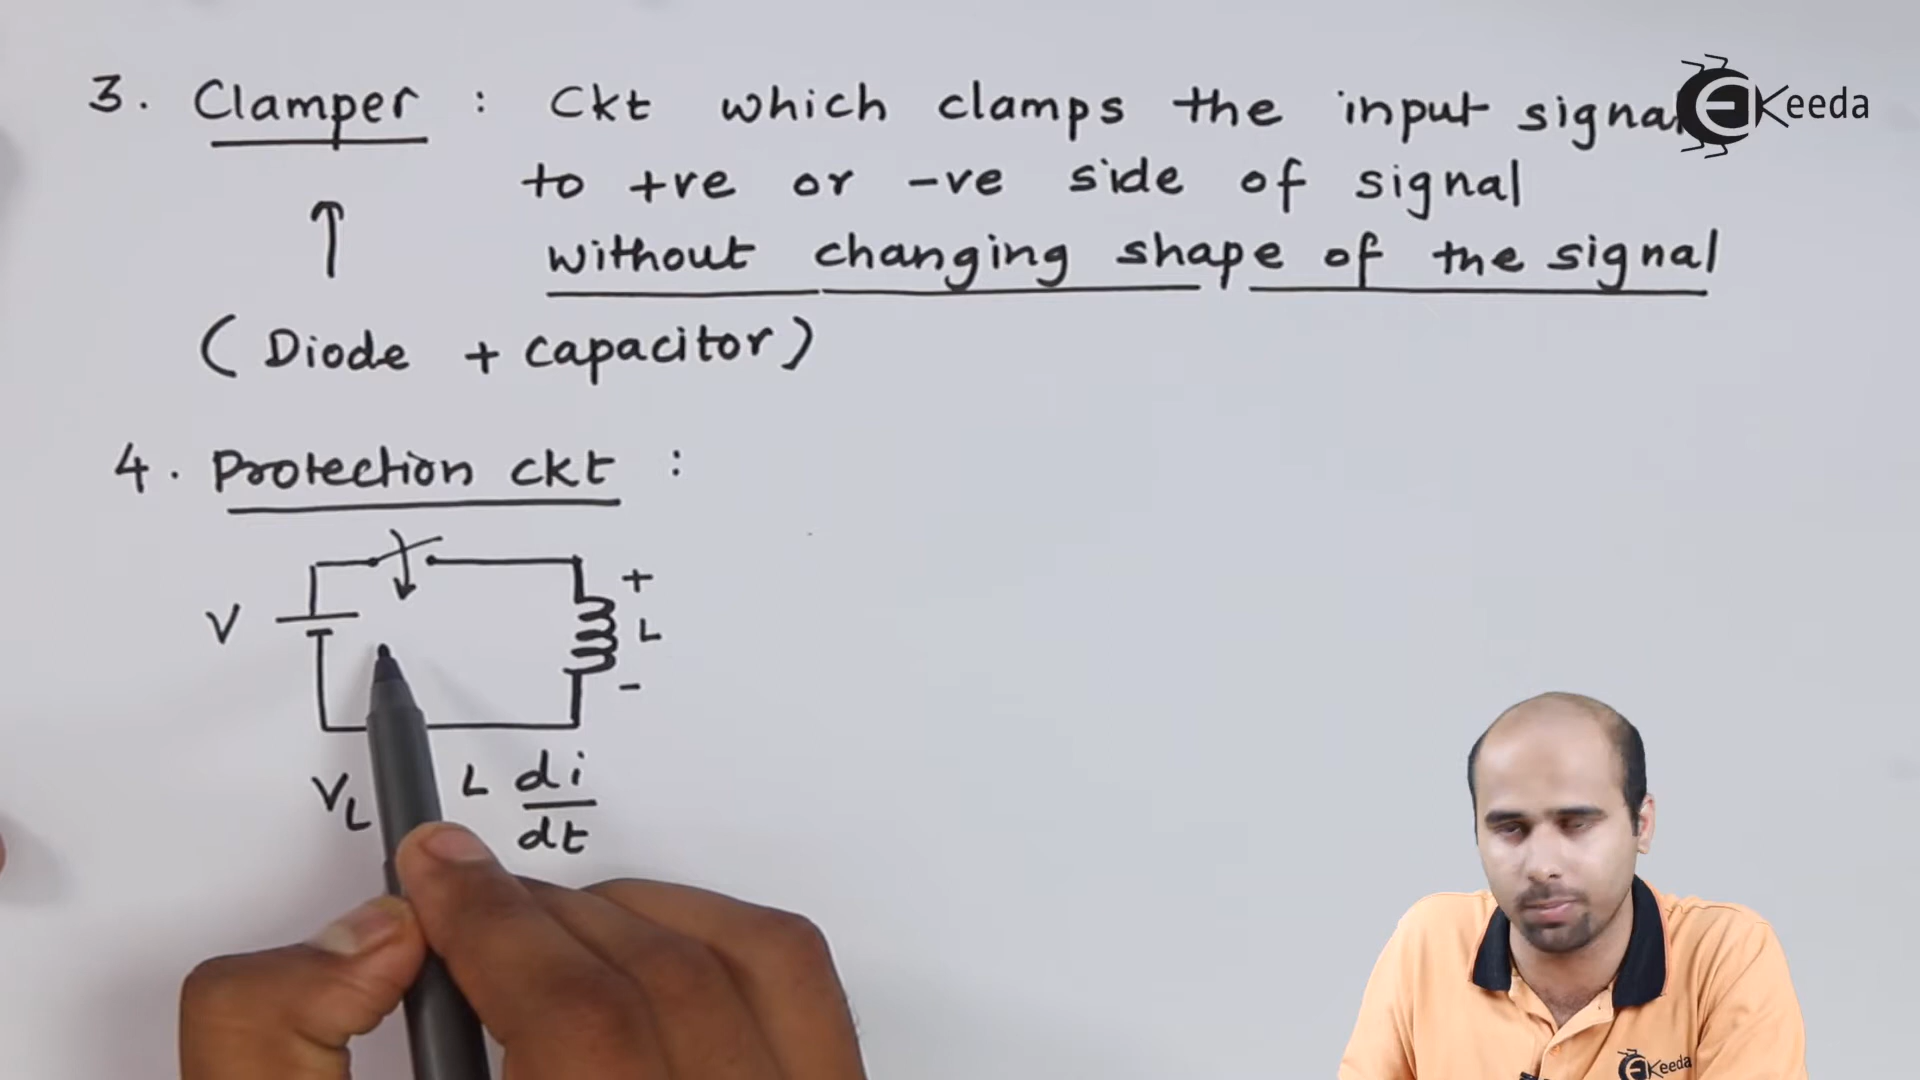 3. Clamper : Ckt which clamps the input signal
to +ve or -ve side of signal
without changing shape of the signal
(Diode + capacitor)
4. Protection ckt :
V
+
L
-
VL L di/dt
Keeda
Keeda